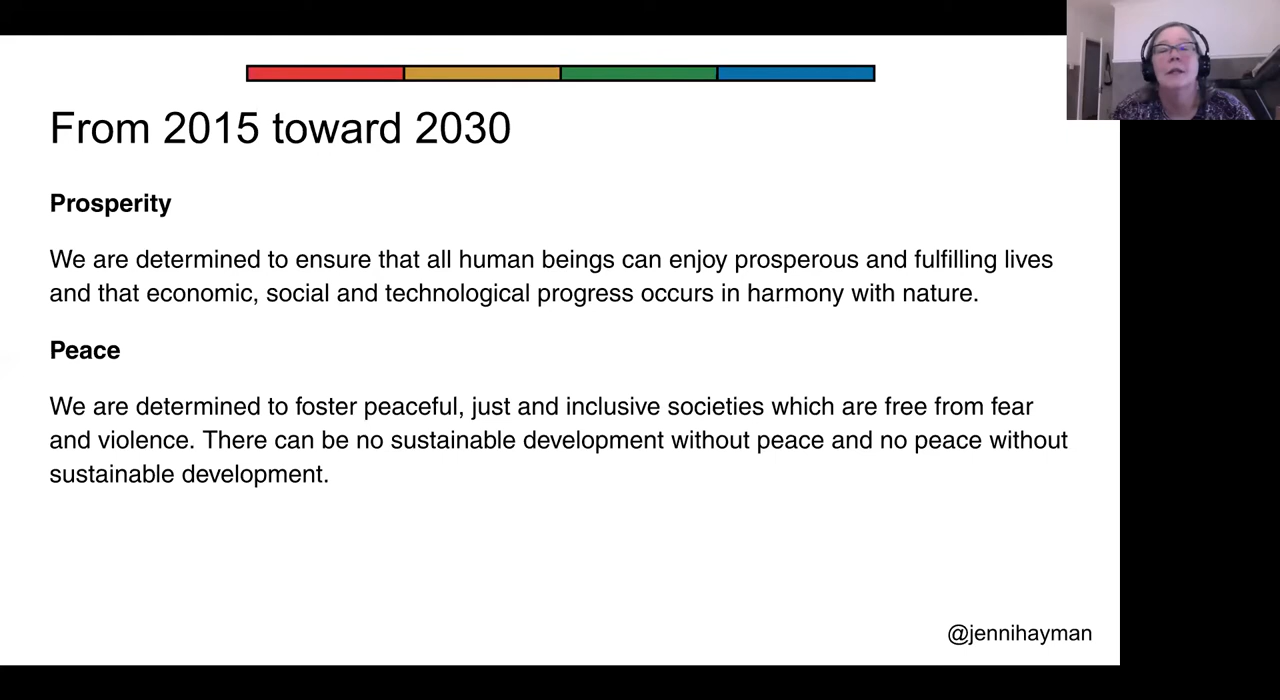 From 2015 toward 2030
Prosperity
We are determined to ensure that all human beings can enjoy prosperous and fulfilling lives
and that economic, social and technological progress occurs in harmony with nature.
Peace
We are determined to foster peaceful, just and inclusive societies which are free from fear
and violence. There can be no sustainable development without peace and no peace without
sustainable development.
@jennihayman